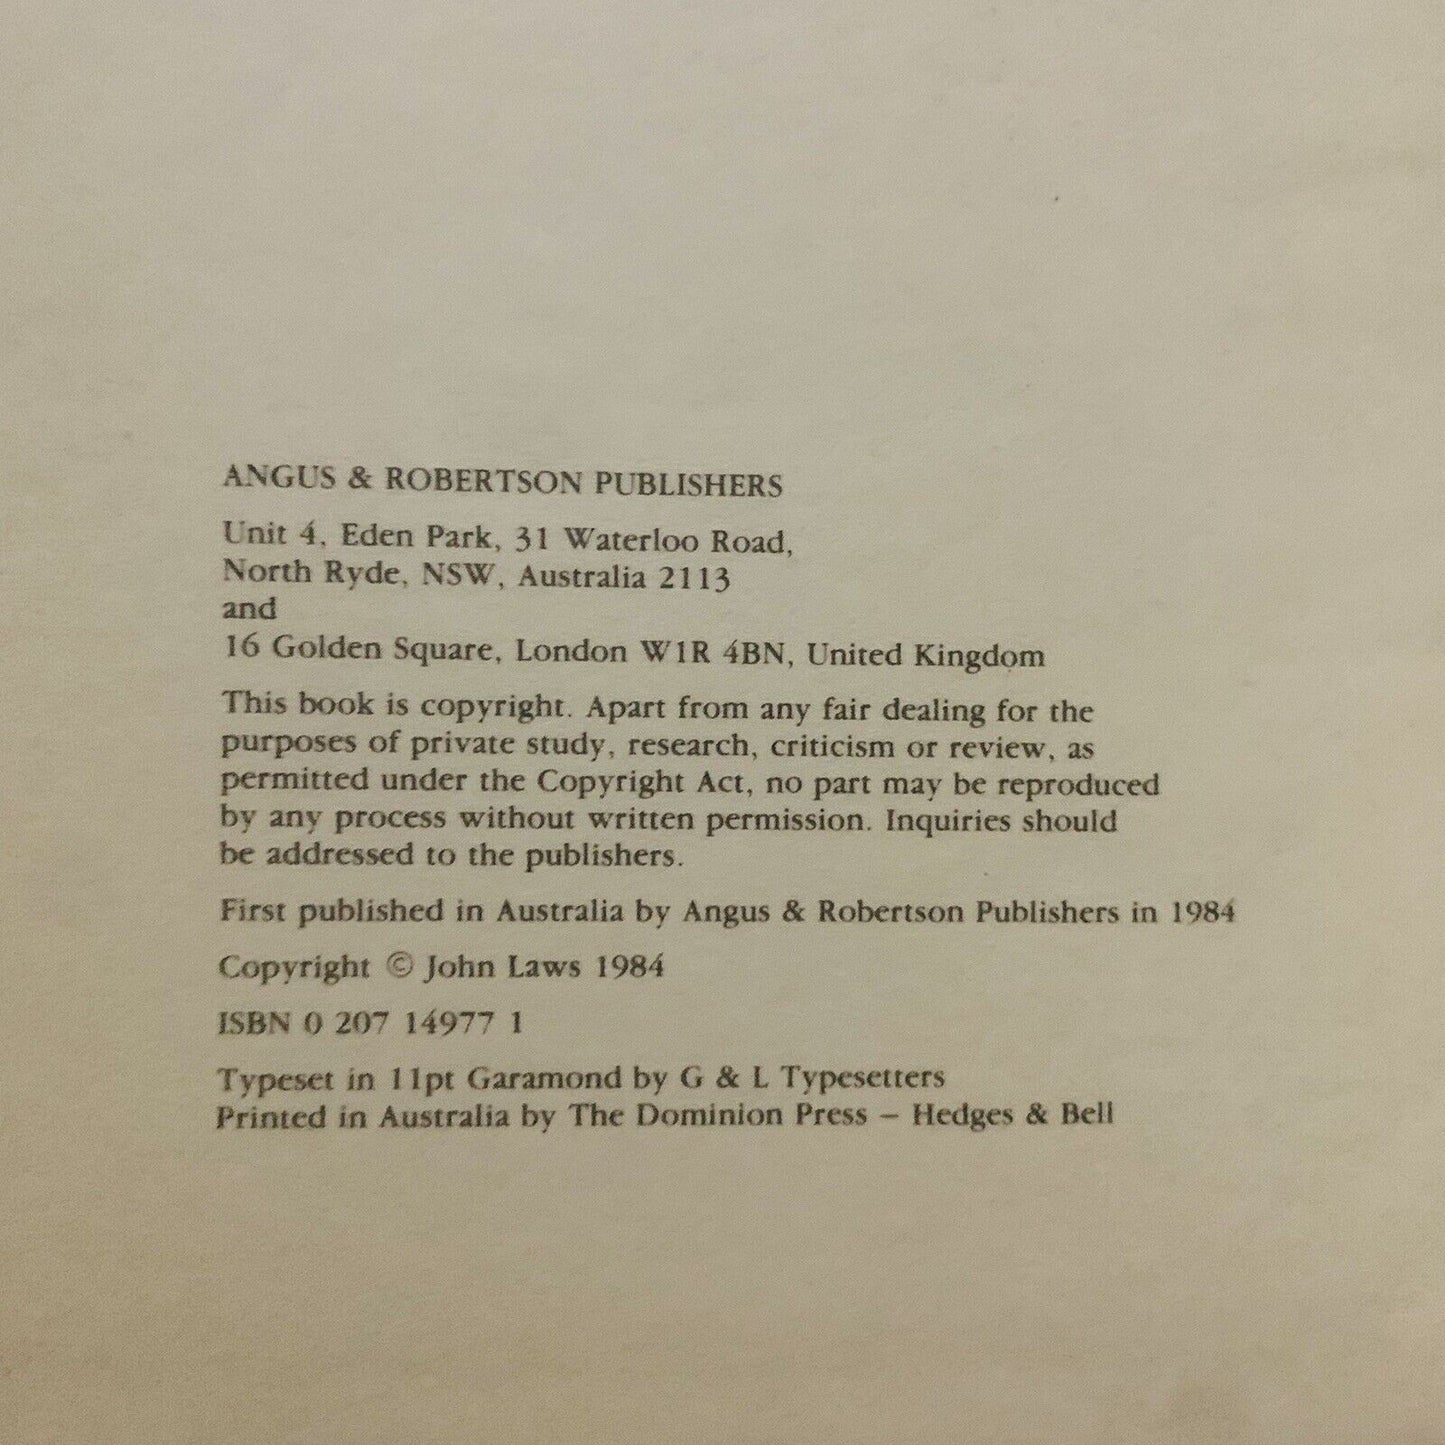 ANGUS & ROBERTSON PUBLISHERS
Unit 4, Eden Park, 31 Waterloo Road,
North Ryde, NSW, Australia 2113
and
16 Golden Square, London W1R 4BN, United Kingdom
This book is copyright. Apart from any fair dealing for the
purposes of private study, research, criticism or review, as
permitted under the Copyright Act, no part may be reproduced
by any process without written permission. Inquiries should
be addressed to the publishers.
First published in Australia by Angus & Robertson Publishers in 1984
Copyright © John Laws 1984
ISBN 0 207 14977 1
Typeset in 11pt Garamond by G & L Typesetters
Printed in Australia by The Dominion Press – Hedges & Bell